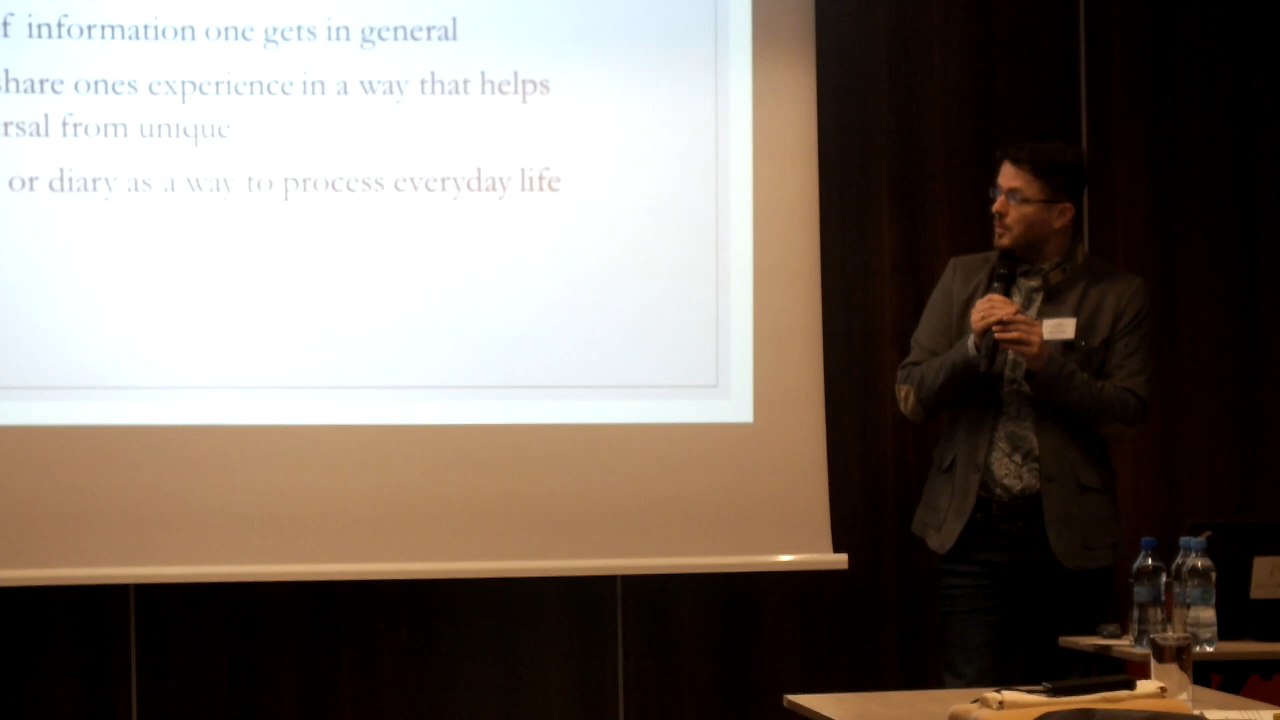 f information one gets in general
share ones experience in a way that helps
rsal from unique
or diary as a way to process everyday life